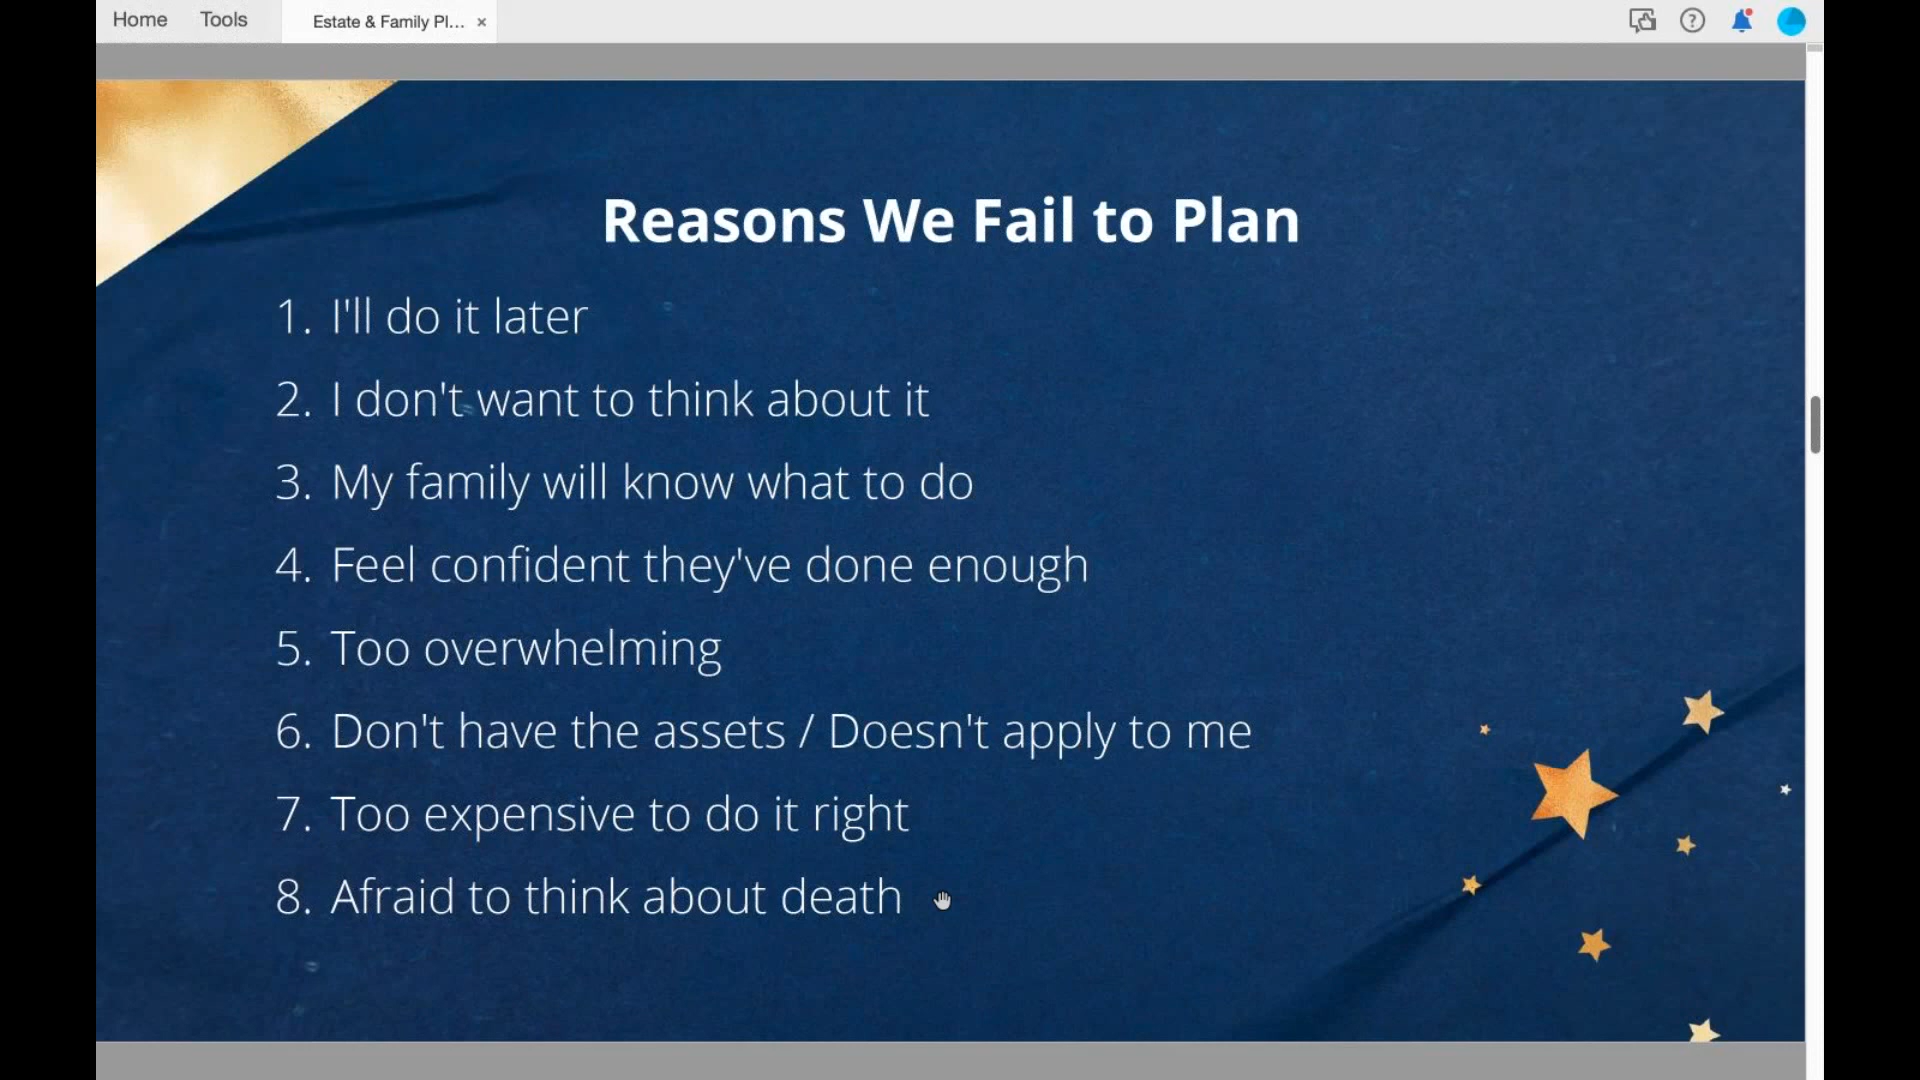 Home Tools Estate & Family Pl... ×
Reasons We Fail to Plan
1. I'll do it later
2. I don't want to think about it
3. My family will know what to do
4. Feel confident they've done enough
5. Too overwhelming
6. Don't have the assets / Doesn't apply to me
7. Too expensive to do it right
8. Afraid to think about death